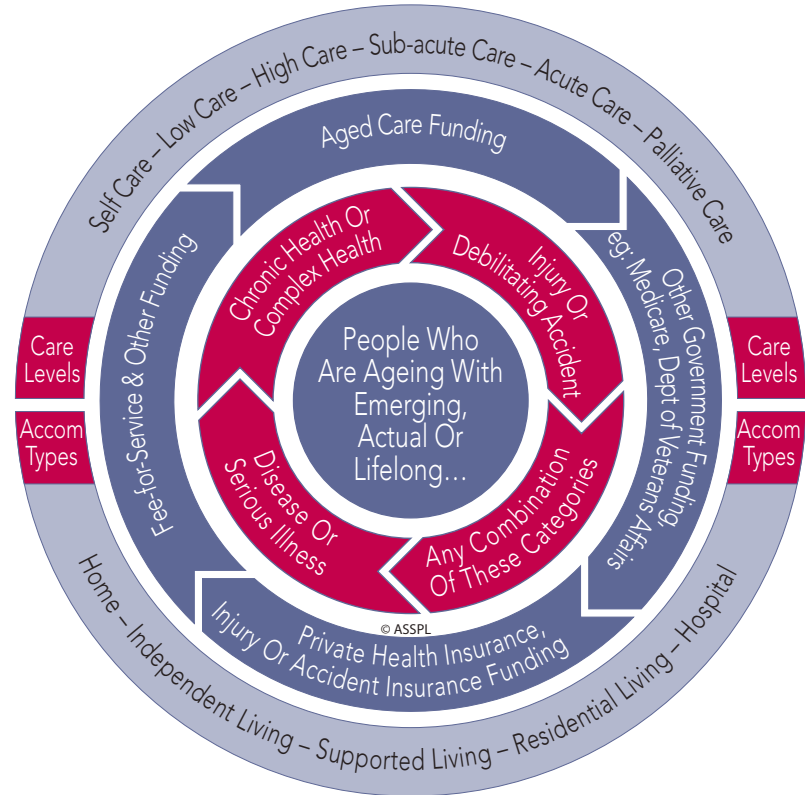 Self Care – Low Care – High Care – Sub-acute Care – Acute Care – Palliative Care
Aged Care Funding
Other Government Funding,
eg: Medicare, Dept of Veterans Affairs
Private Health Insurance,
Injury Or Accident Insurance Funding
Fee-for-Service & Other Funding
Chronic Health Or
Complex Health
Injury Or
Debilitating Accident
Any Combination
Of These Categories
Disease Or
Serious Illness
People Who
Are Ageing With
Emerging,
Actual Or
Lifelong...
Care
Levels
Accom
Types
Care
Levels
Accom
Types
© ASSPL
Home – Independent Living – Supported Living – Residential Living – Hospital